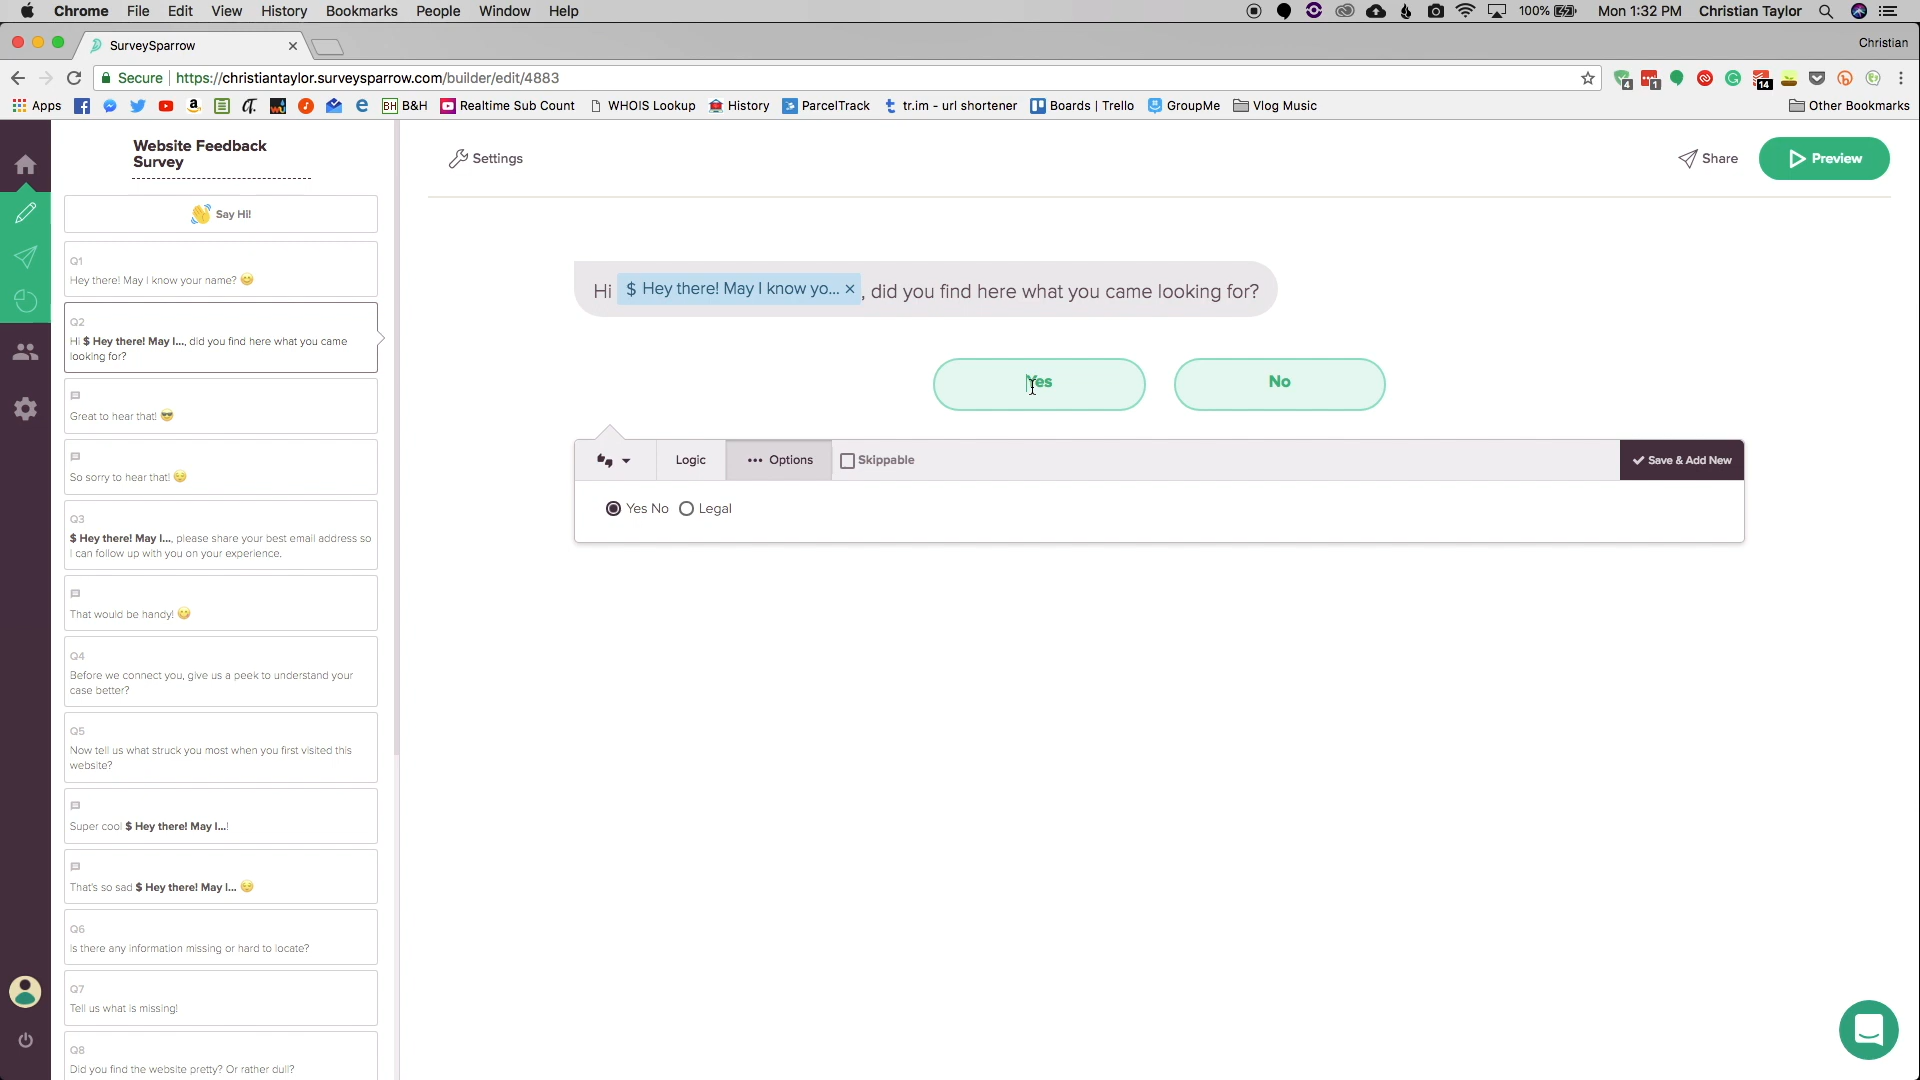 Chrome File Edit View History Bookmarks People Window Help 100% Mon 1:32 PM Christian Taylor
SurveySparrow Christian
Secure https://christiantaylor.surveysparrow.com/builder/edit/4883 4 1 14
Apps BH B&H Realtime Sub Count WHOIS Lookup History ParcelTrack tr.im - url shortener Boards | Trello GroupMe Vlog Music Other Bookmarks
Website Feedback
Survey
Settings Share Preview
Say Hi!
Q1
Hey there! May I know your name? 😊
Q2
Hi $ Hey there! May I..., did you find here what you came
looking for?
Great to hear that! 😎
So sorry to hear that! 😔
Q3
$ Hey there! May I..., please share your best email address so
I can follow up with you on your experience.
That would be handy! 😋
Q4
Before we connect you, give us a peek to understand your
case better?
Q5
Now tell us what struck you most when you first visited this
website?
Super cool $ Hey there! May I...!
That's so sad $ Hey there! May I... 😔
Q6
Is there any information missing or hard to locate?
Q7
Tell us what is missing!
Q8
Did you find the website pretty? Or rather dull?
Hi $ Hey there! May I know yo... × , did you find here what you came looking for?
Yes No
Logic ••• Options Skippable Save & Add New
Yes No Legal